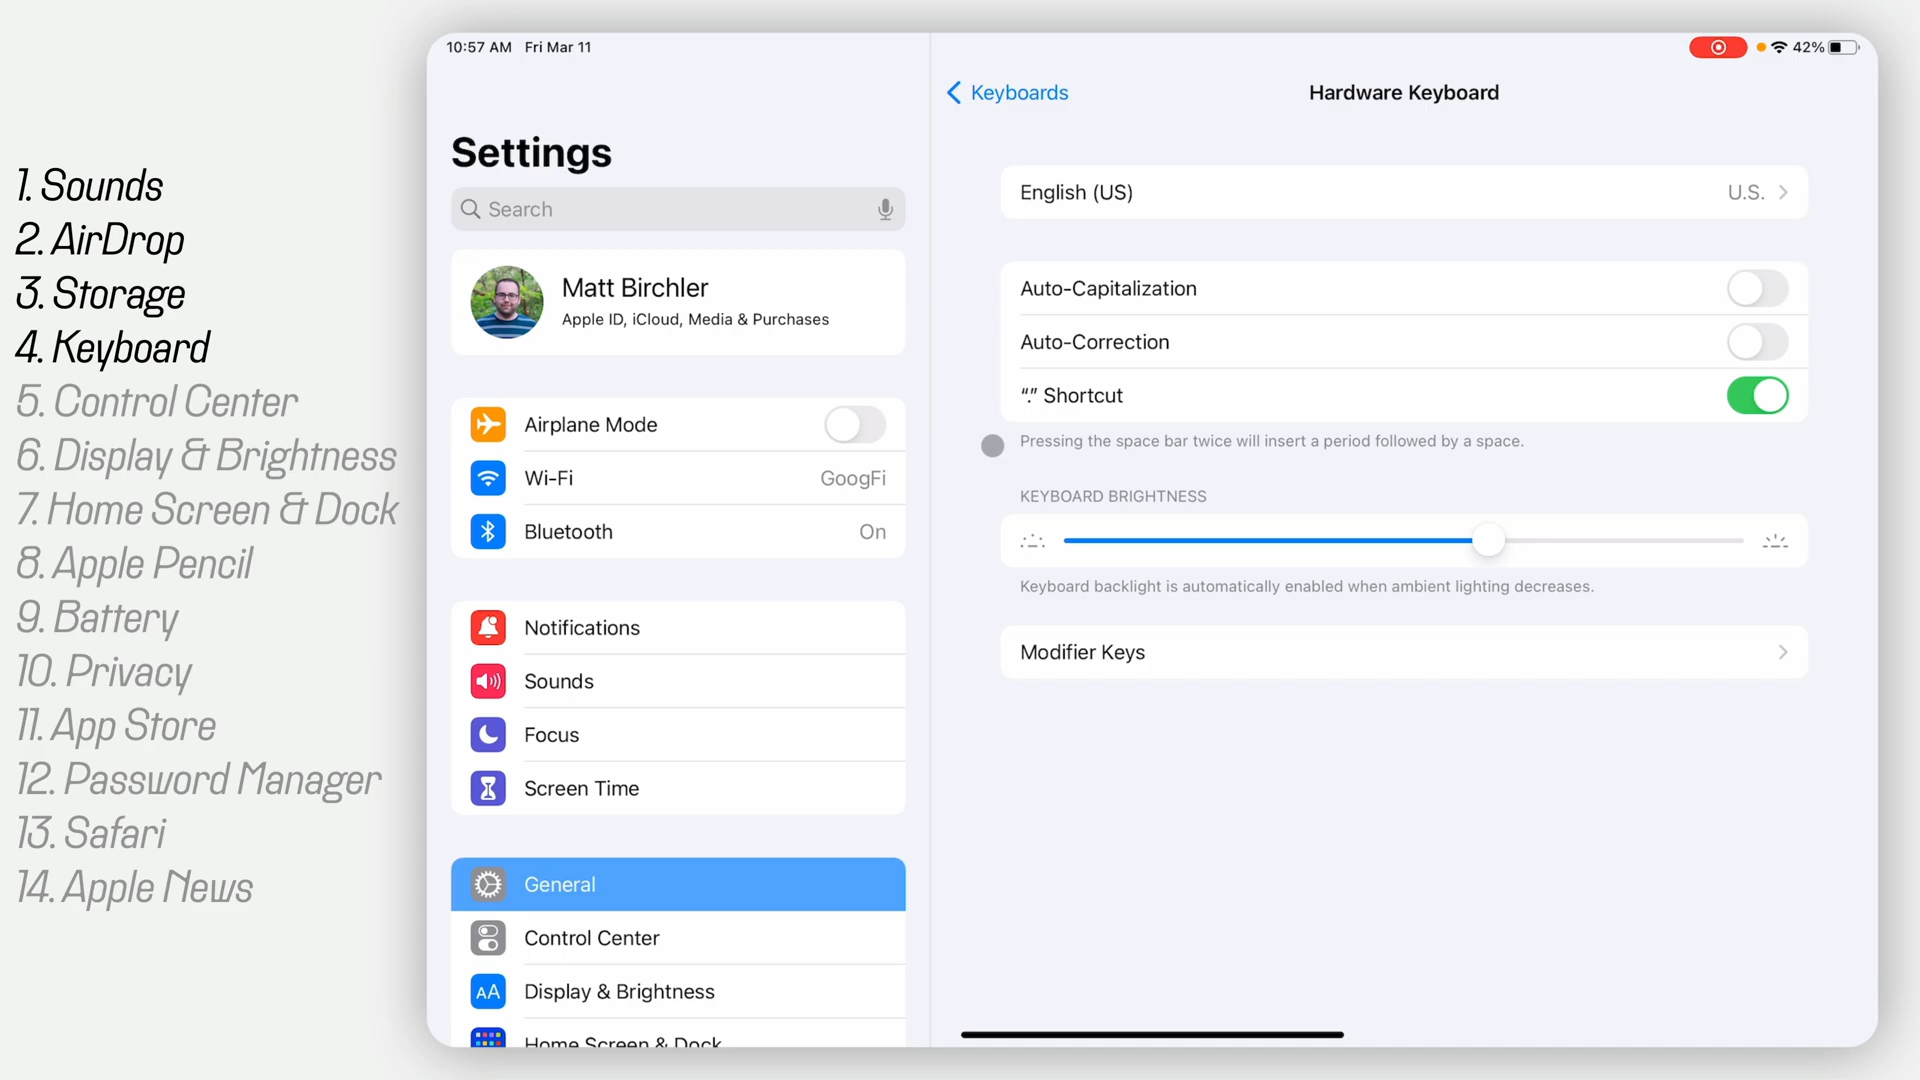 1. Sounds
2. AirDrop
3. Storage
4. Keyboard
5. Control Center
6. Display & Brightness
7. Home Screen & Dock
8. Apple Pencil
9. Battery
10. Privacy
11. App Store
12. Password Manager
13. Safari
14. Apple News
10:57 AM Fri Mar 11
42%
Settings
Search
Matt Birchler
Apple ID, iCloud, Media & Purchases
Airplane Mode
Wi-Fi GoogFi
Bluetooth On
Notifications
Sounds
Focus
Screen Time
General
Control Center
AA Display & Brightness
Home Screen & Dock
Keyboards
Hardware Keyboard
English (US) U.S.
Auto-Capitalization
Auto-Correction
“.” Shortcut
Pressing the space bar twice will insert a period followed by a space.
KEYBOARD BRIGHTNESS
Keyboard backlight is automatically enabled when ambient lighting decreases.
Modifier Keys